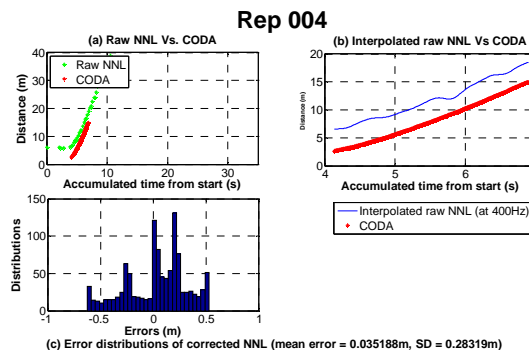 Rep 004
(a) Raw NNL Vs. CODA
Distance (m)
40
30
20
10
0
Raw NNL
CODA
0
10
20
30
Accumulated time from start (s)
(b) Interpolated raw NNL Vs CODA
Distance (m)
20
15
10
5
0
4
5
6
Accumulated time from start (s)
Interpolated raw NNL (at 400Hz)
CODA
Distributions
150
100
50
0
-1
-0.5
0
0.5
1
Errors (m)
(c) Error distributions of corrected NNL (mean error = 0.035188m, SD = 0.28319m)